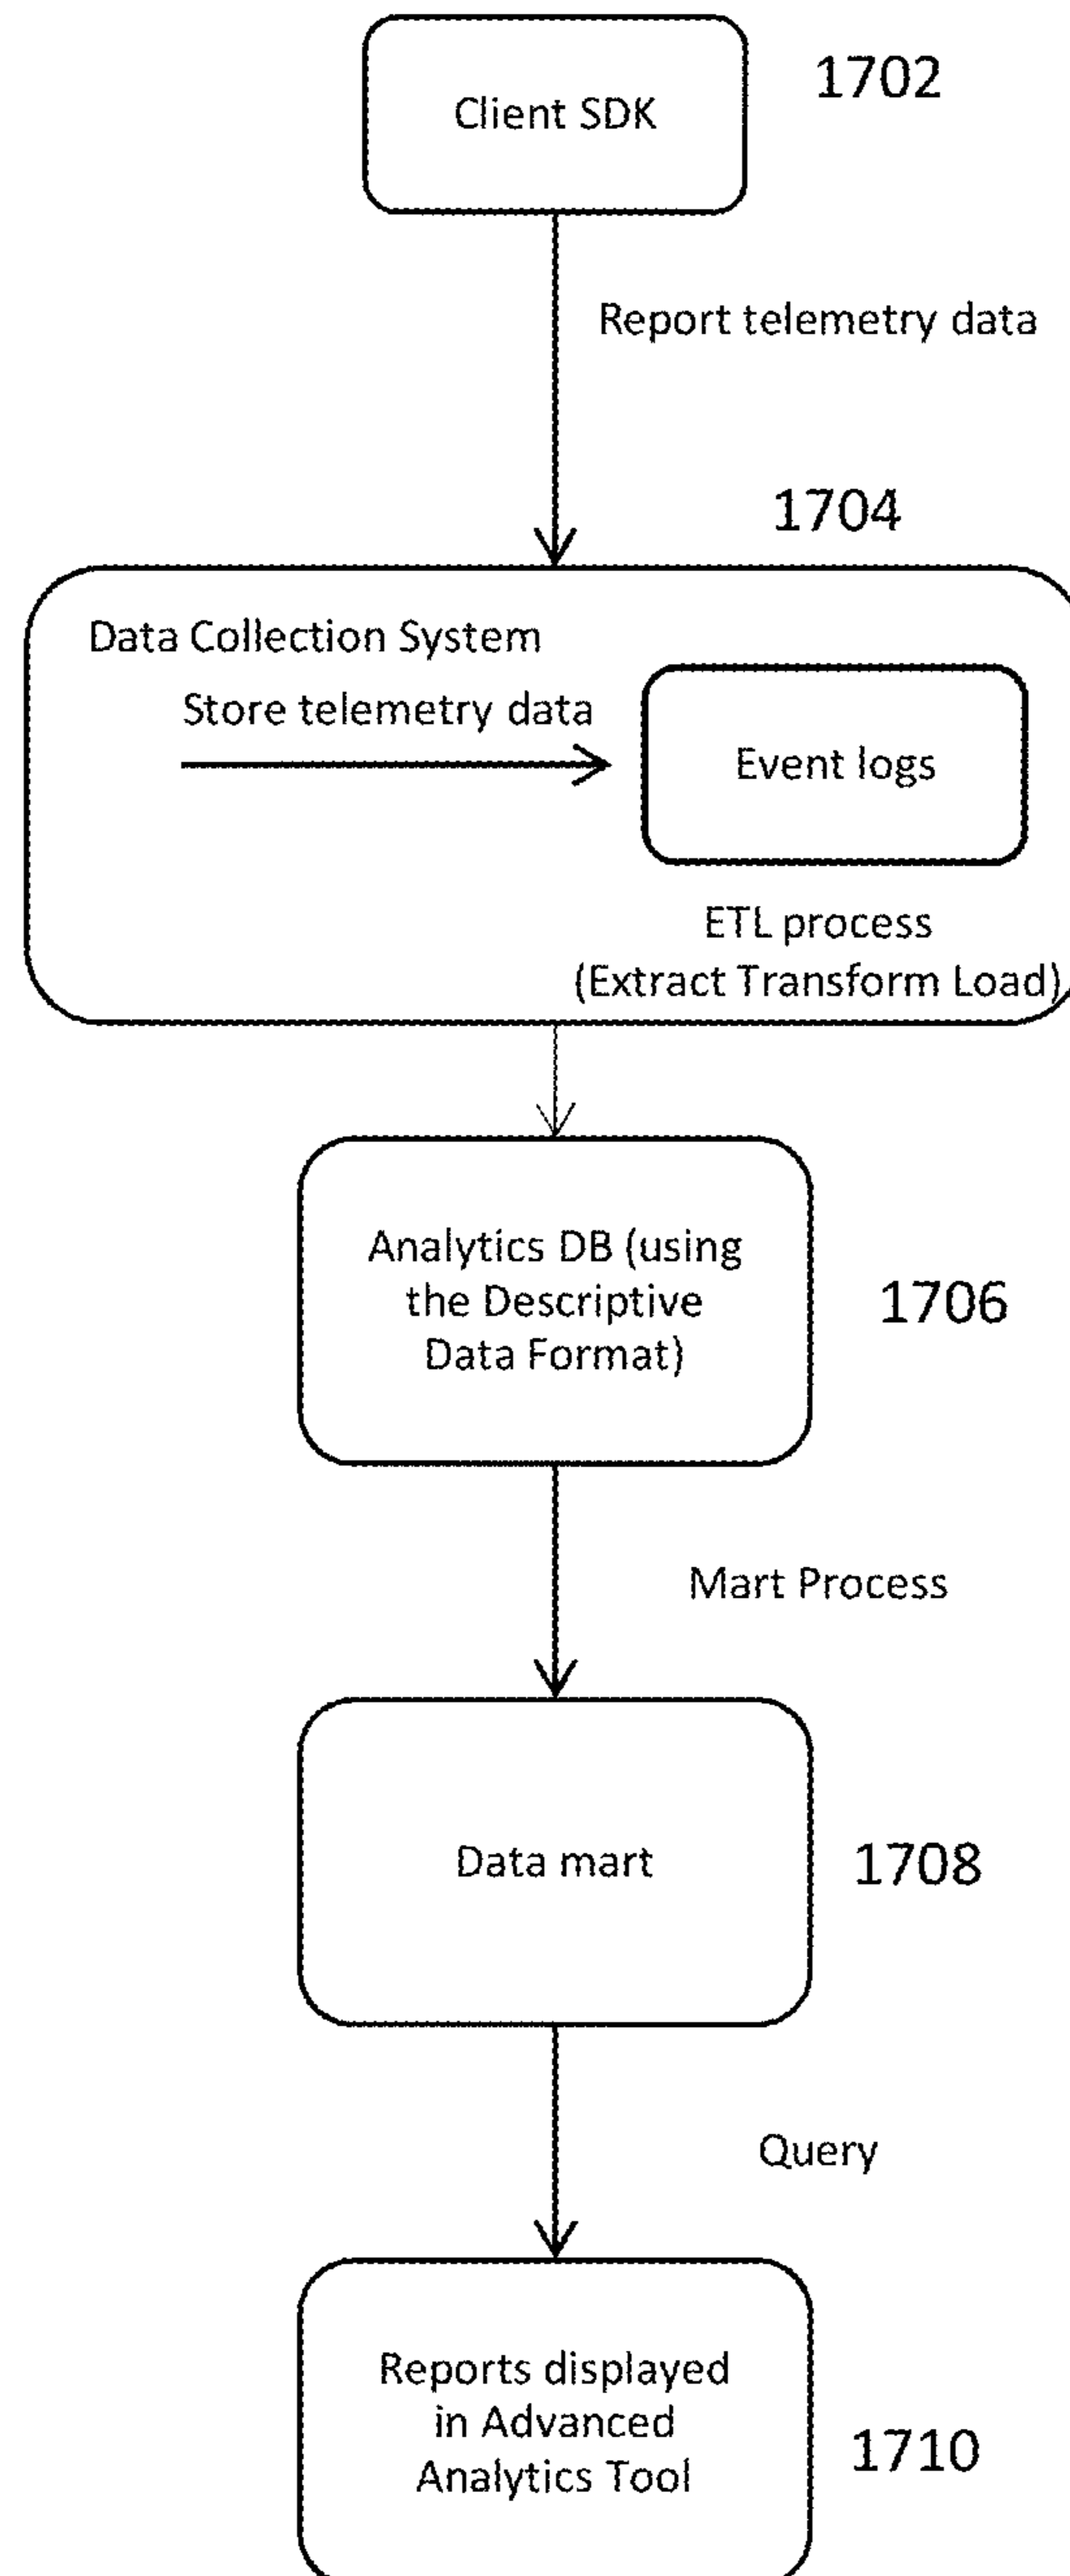 1702
Client SDK
Report telemetry data
1704
Data Collection System
Store telemetry data
Event logs
ETL process
(Extract Transform Load)
Analytics DB (using
the Descriptive
Data Format)
1706
Mart Process
Data mart
1708
Query
Reports displayed
in Advanced
Analytics Tool
1710